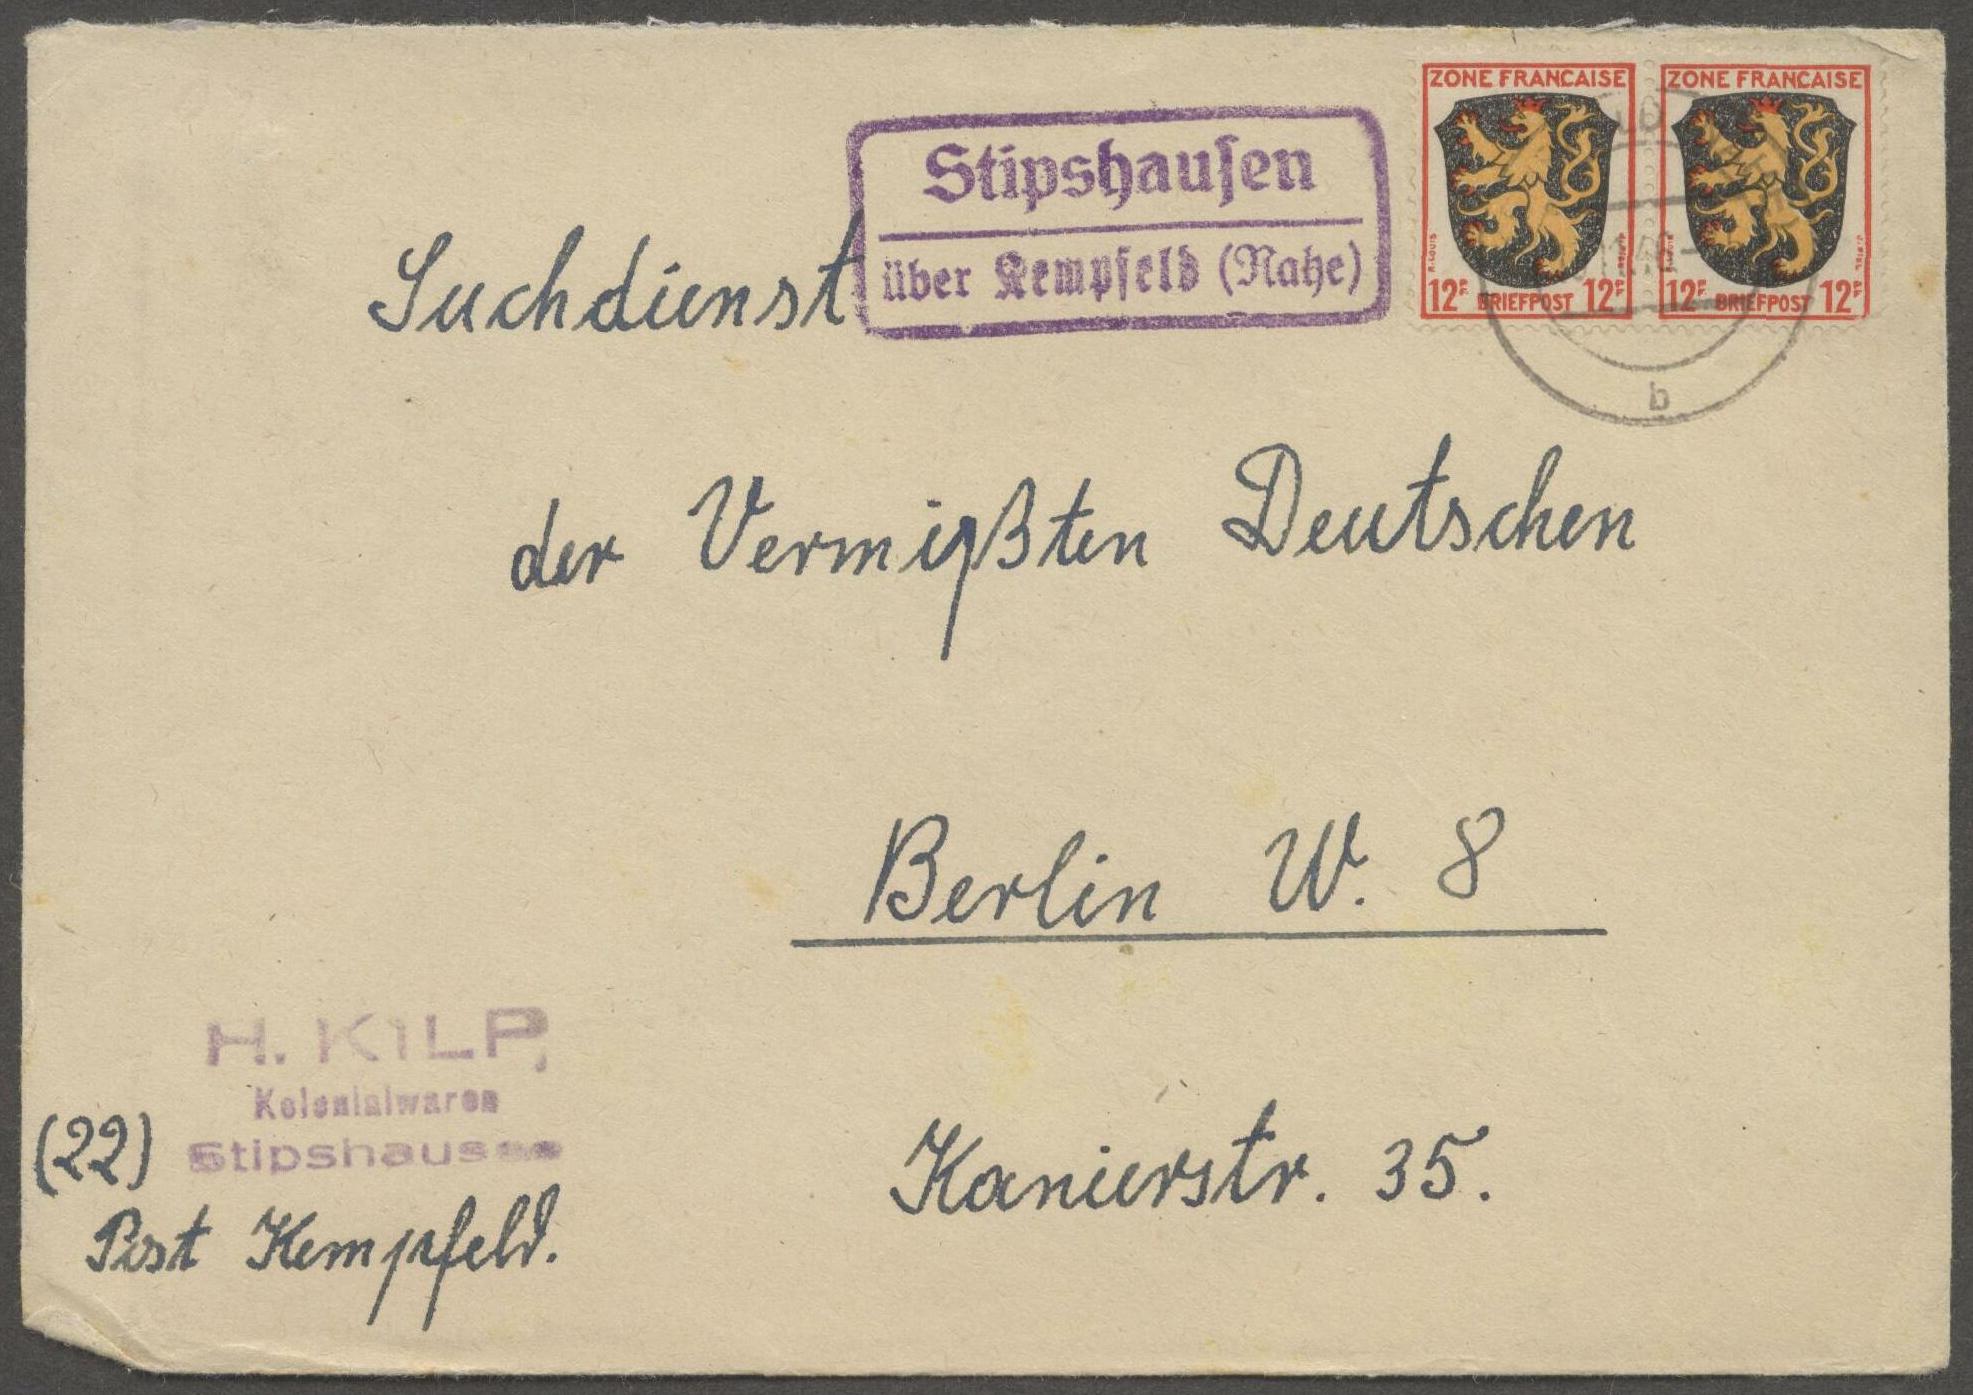 ZONE FRANCAISE ZONE FRANCAISE
12F BRIEFPOST 12F 12F BRIEFPOST 12F
b
Stipshausen
über Kempfeld (Nahe)
Suchdienst
der Vermißten Deutschen
Berlin W. 8
Kanierstr. 35.
H. KILP,
Kolonialwaren
(22) Stipshausen
Post Kempfeld.